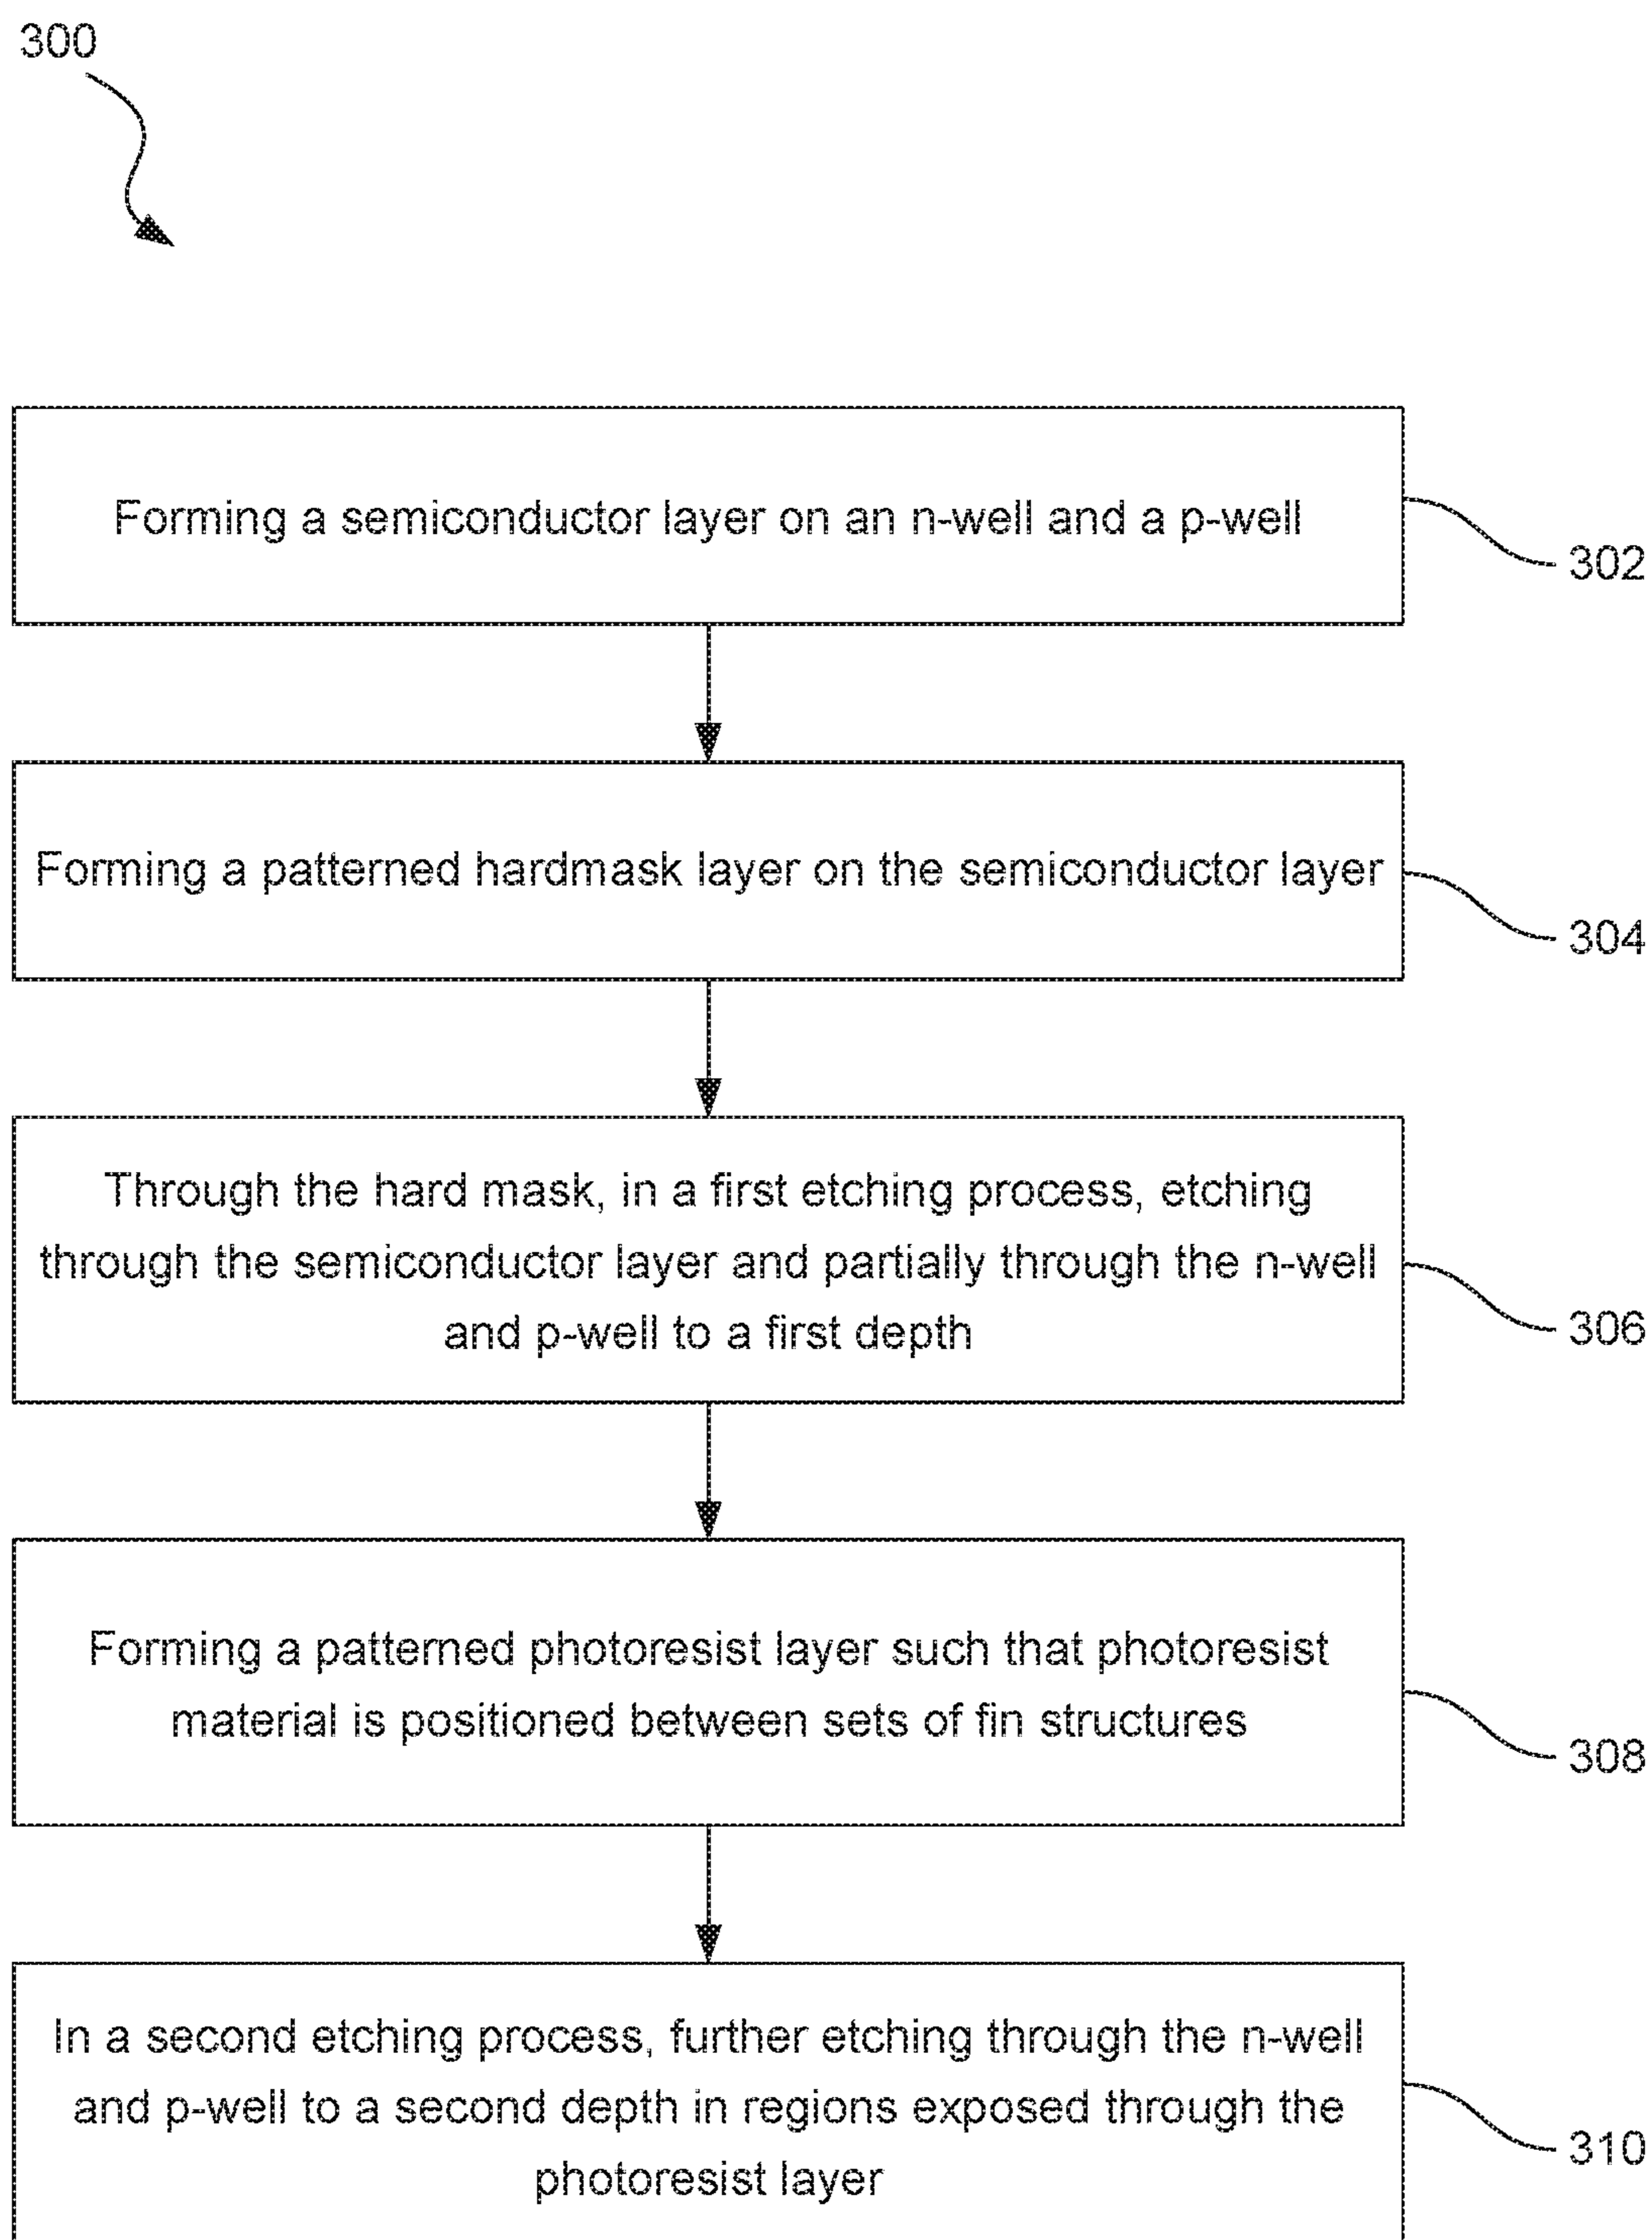 300
Forming a semiconductor layer on an n-well and a p-well
302
Forming a patterned hardmask layer on the semiconductor layer
304
Through the hard mask, in a first etching process, etching
through the semiconductor layer and partially through the n-well
and p-well to a first depth
306
Forming a patterned photoresist layer such that photoresist
material is positioned between sets of fin structures
308
In a second etching process, further etching through the n-well
and p-well to a second depth in regions exposed through the
photoresist layer
310